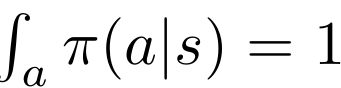 ∫_a π(a|s) = 1